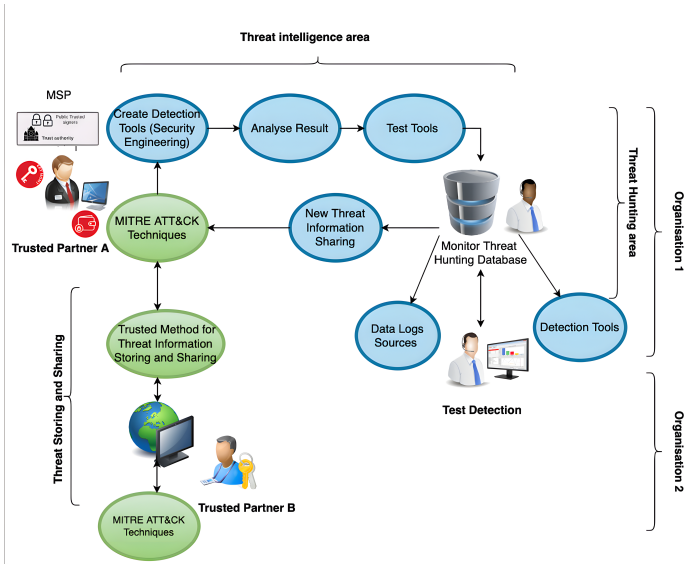 Threat intelligence area
MSP
Public Trusted
signers
Trust authority
Create Detection
Tools (Security
Engineering)
Analyse Result
Test Tools
Trusted Partner A
MITRE ATT&CK
Techniques
New Threat
Information
Sharing
Monitor Threat
Hunting Database
Threat Hunting area
Organisation 1
Trusted Method for
Threat Information
Storing and Sharing
Data Logs
Sources
Detection Tools
Test Detection
Threat Storing and Sharing
Trusted Partner B
MITRE ATT&CK
Techniques
Organisation 2